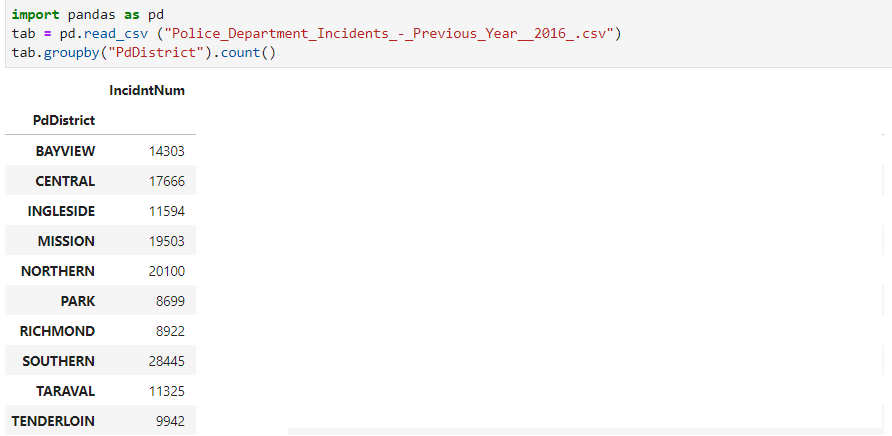 import pandas as pd
tab = pd.read_csv ("Police_Department_Incidents_-_Previous_Year__2016_.csv")
tab.groupby("PdDistrict").count()
IncidntNum
PdDistrict
BAYVIEW 14303
CENTRAL 17666
INGLESIDE 11594
MISSION 19503
NORTHERN 20100
PARK 8699
RICHMOND 8922
SOUTHERN 28445
TARAVAL 11325
TENDERLOIN 9942